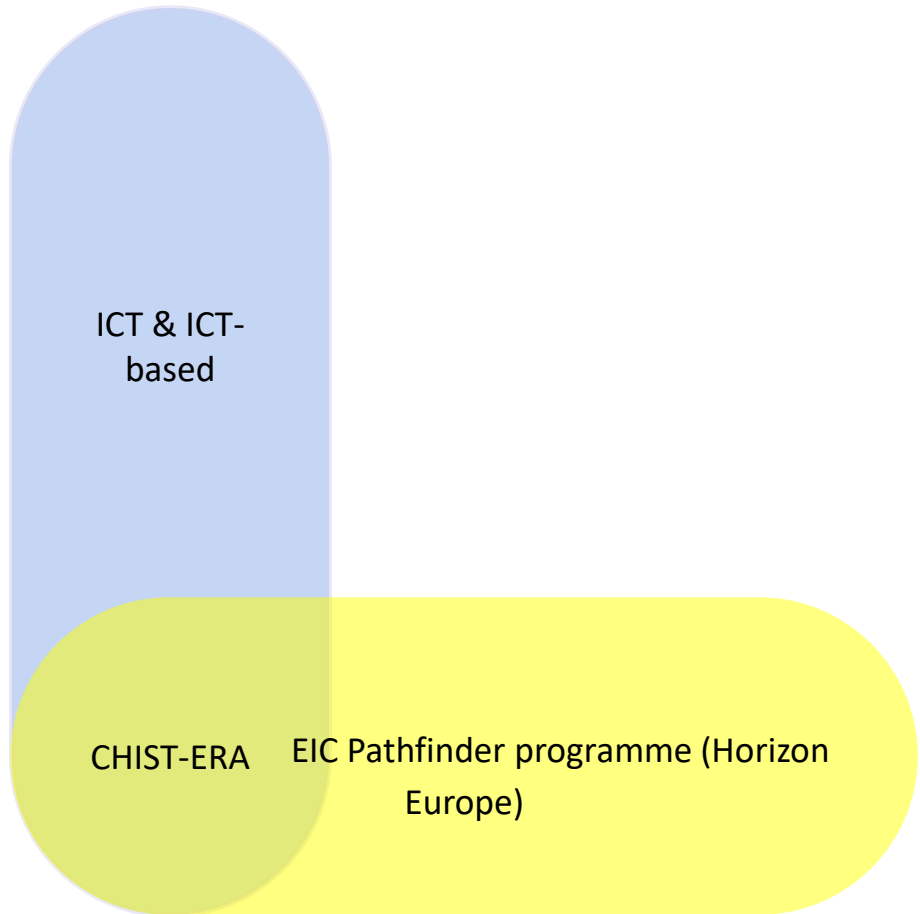 ICT & ICT-
based
CHIST-ERA
EIC Pathfinder programme (Horizon
Europe)